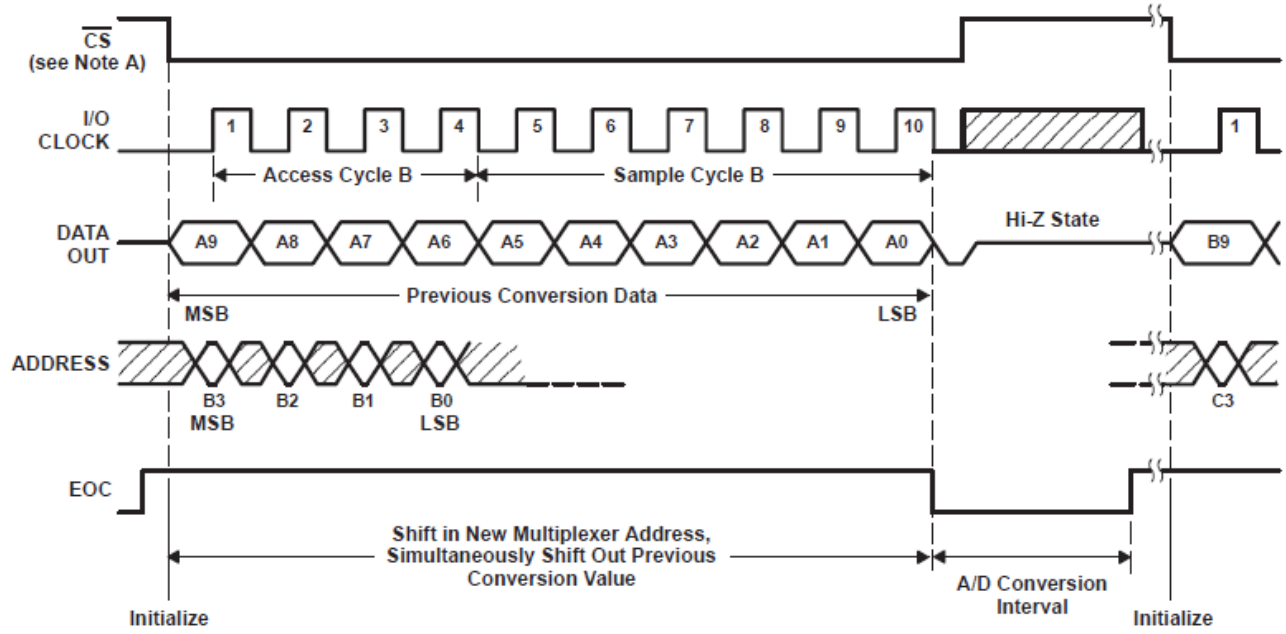 CS
(see Note A)
I/O
CLOCK
1 2 3 4 5 6 7 8 9 10 1
Access Cycle B Sample Cycle B
DATA
OUT
A9 A8 A7 A6 A5 A4 A3 A2 A1 A0 Hi-Z State B9
Previous Conversion Data
MSB LSB
ADDRESS
B3 B2 B1 B0 C3
MSB LSB
EOC
Shift in New Multiplexer Address,
Simultaneously Shift Out Previous
Conversion Value
A/D Conversion
Interval
Initialize Initialize